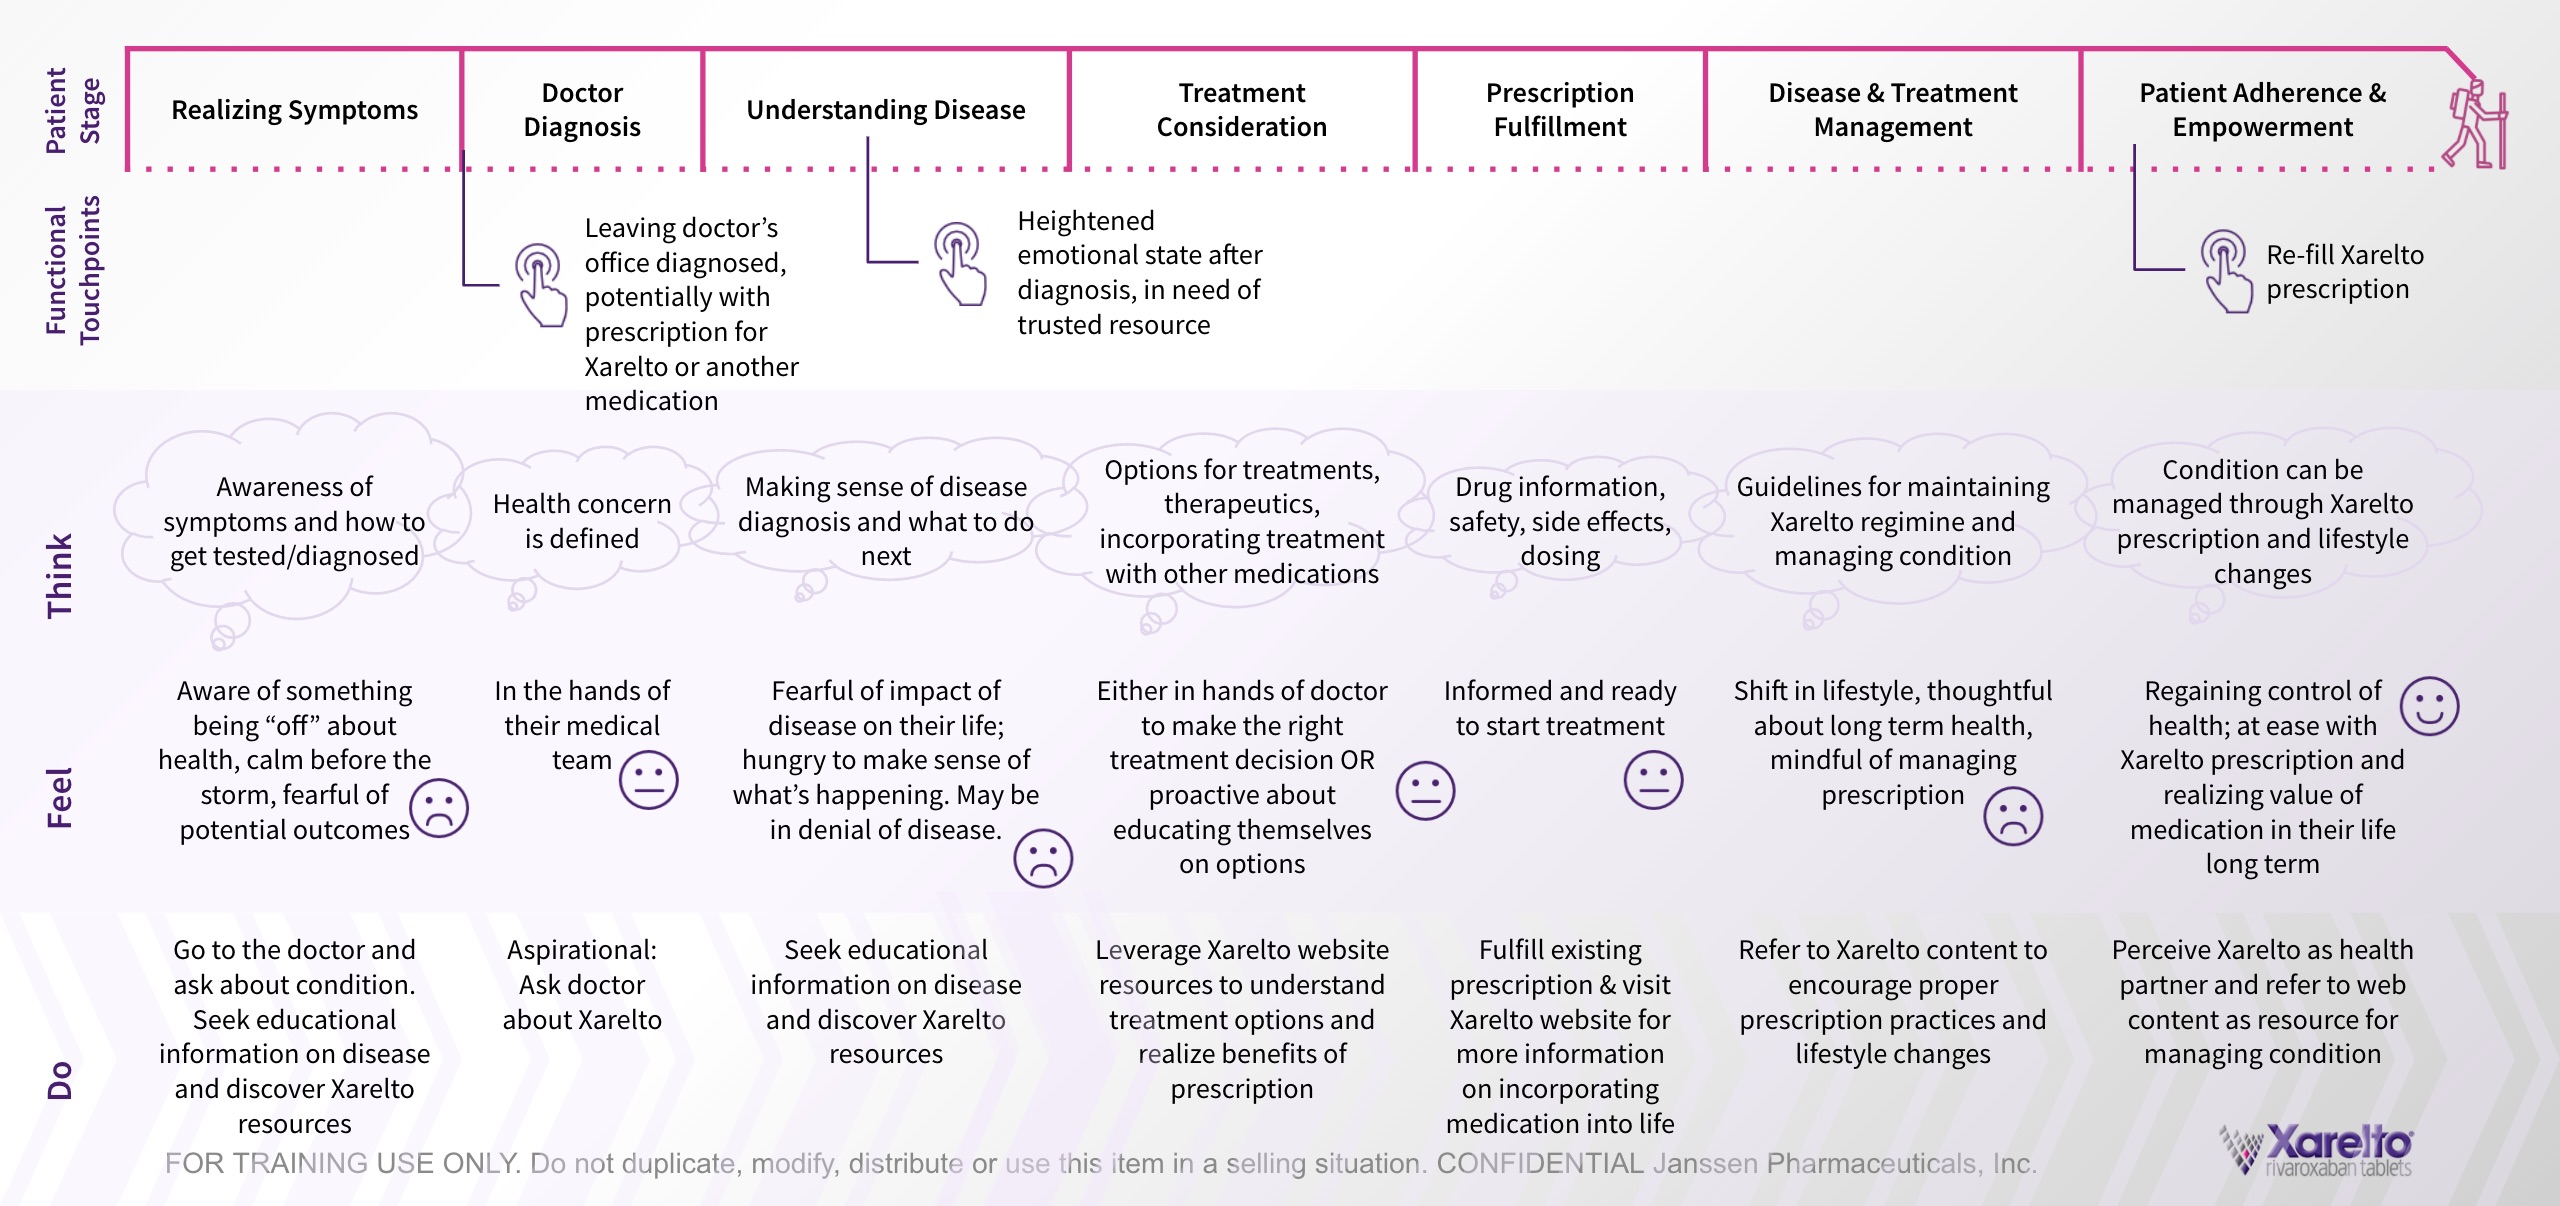 Patient
Stage
Realizing Symptoms
Doctor
Diagnosis
Understanding Disease
Treatment
Consideration
Prescription
Fulfillment
Disease & Treatment
Management
Patient Adherence &
Empowerment
Functional
Touchpoints
Leaving doctor’s
office diagnosed,
potentially with
prescription for
Xarelto or another
medication
Heightened
emotional state after
diagnosis, in need of
trusted resource
Re-fill Xarelto
prescription
Think
Awareness of
symptoms and how to
get tested/diagnosed
Health concern
is defined
Making sense of disease
diagnosis and what to do
next
Options for treatments,
therapeutics,
incorporating treatment
with other medications
Drug information,
safety, side effects,
dosing
Guidelines for maintaining
Xarelto regimine and
managing condition
Condition can be
managed through Xarelto
prescription and lifestyle
changes
Feel
Aware of something
being “off” about
health, calm before the
storm, fearful of
potential outcomes
In the hands of
their medical
team
Fearful of impact of
disease on their life;
hungry to make sense of
what’s happening. May be
in denial of disease.
Either in hands of doctor
to make the right
treatment decision OR
proactive about
educating themselves
on options
Informed and ready
to start treatment
Shift in lifestyle, thoughtful
about long term health,
mindful of managing
prescription
Regaining control of
health; at ease with
Xarelto prescription and
realizing value of
medication in their life
long term
Do
Go to the doctor and
ask about condition.
Seek educational
information on disease
and discover Xarelto
resources
Aspirational:
Ask doctor
about Xarelto
Seek educational
information on disease
and discover Xarelto
resources
Leverage Xarelto website
resources to understand
treatment options and
realize benefits of
prescription
Fulfill existing
prescription & visit
Xarelto website for
more information
on incorporating
medication into life
Refer to Xarelto content to
encourage proper
prescription practices and
lifestyle changes
Perceive Xarelto as health
partner and refer to web
content as resource for
managing condition
FOR TRAINING USE ONLY. Do not duplicate, modify, distribute or use this item in a selling situation. CONFIDENTIAL Janssen Pharmaceuticals, Inc.
Xarelto®
rivaroxaban tablets